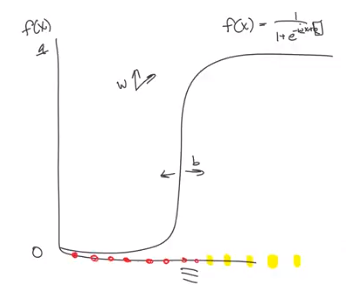 f(x)
f(x) = 1
1+e
w
b
0